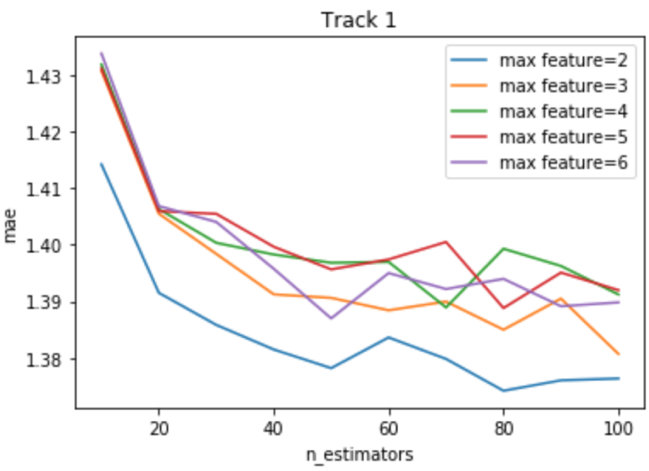 Track 1
max feature=2
max feature=3
max feature=4
max feature=5
max feature=6
mae
1.43
1.42
1.41
1.40
1.39
1.38
20 40 60 80 100
n_estimators